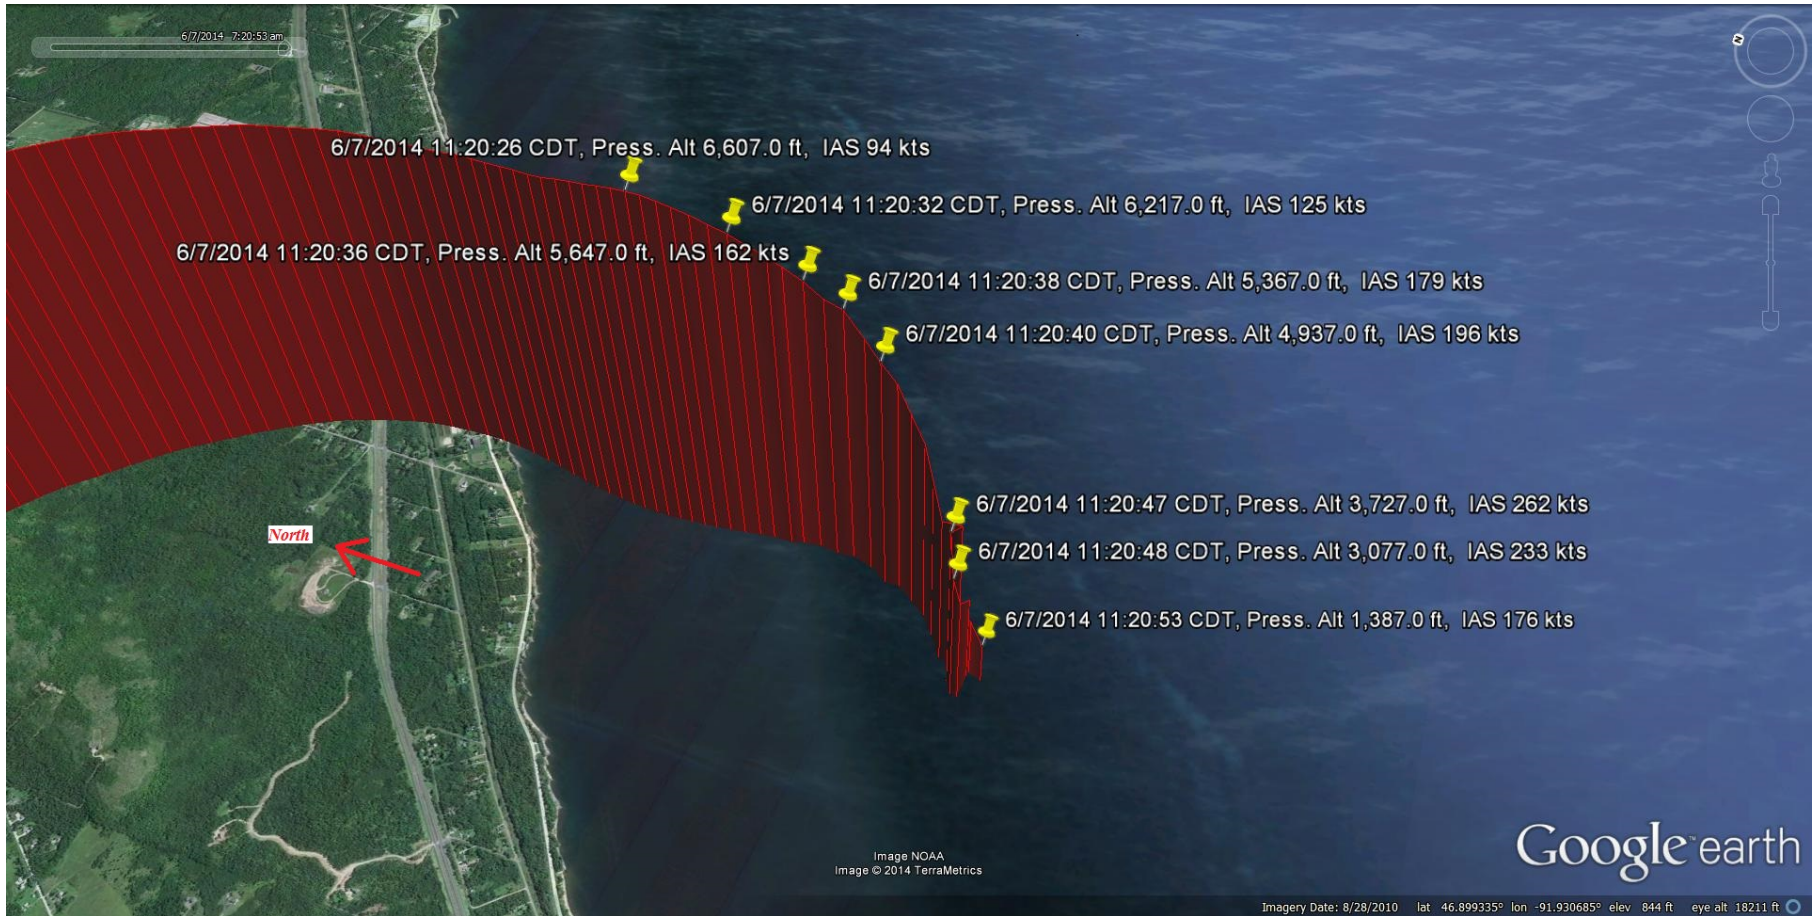 6/7/2014 7:20:53 am
N
6/7/2014 11:20:26 CDT, Press. Alt 6,607.0 ft, IAS 94 kts
6/7/2014 11:20:32 CDT, Press. Alt 6,217.0 ft, IAS 125 kts
6/7/2014 11:20:36 CDT, Press. Alt 5,647.0 ft, IAS 162 kts
6/7/2014 11:20:38 CDT, Press. Alt 5,367.0 ft, IAS 179 kts
6/7/2014 11:20:40 CDT, Press. Alt 4,937.0 ft, IAS 196 kts
6/7/2014 11:20:47 CDT, Press. Alt 3,727.0 ft, IAS 262 kts
North
6/7/2014 11:20:48 CDT, Press. Alt 3,077.0 ft, IAS 233 kts
6/7/2014 11:20:53 CDT, Press. Alt 1,387.0 ft, IAS 176 kts
Google™ earth
Image NOAA
Image © 2014 TerraMetrics
Imagery Date: 8/28/2010 lat 46.899335° lon -91.930685° elev 844 ft eye alt 18211 ft